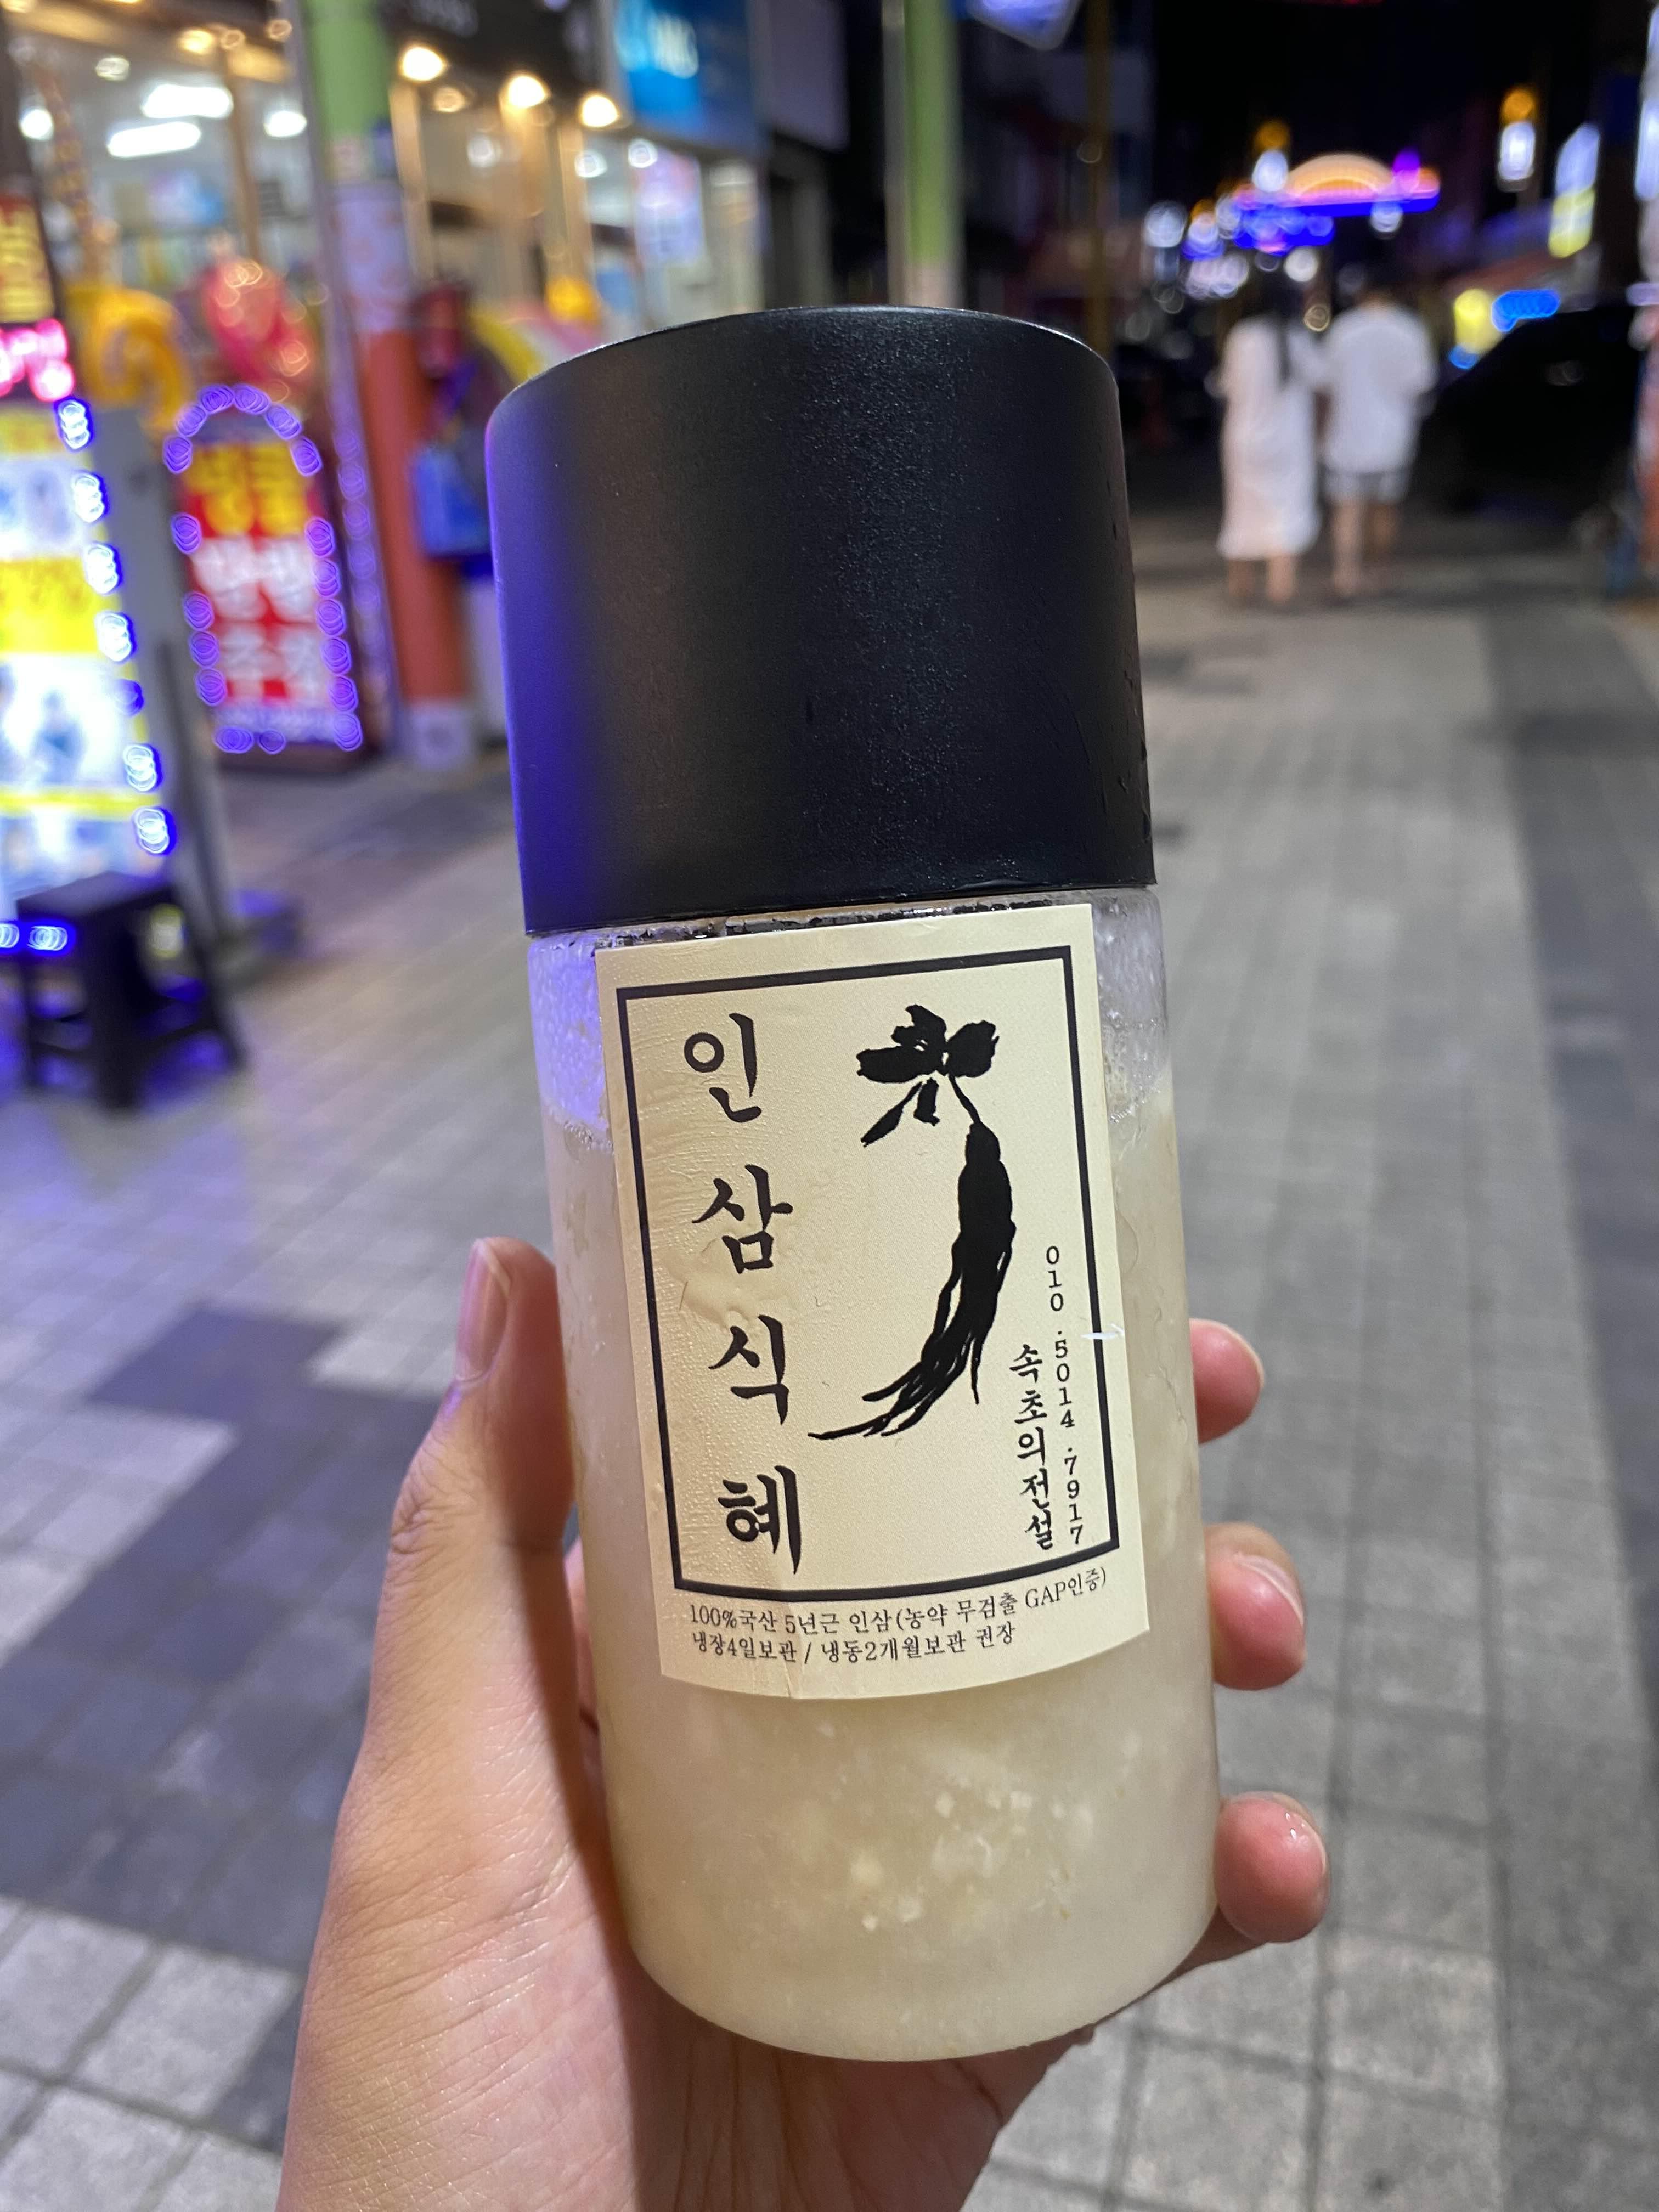 인삼식혜
010.5014.7917
속초의전설
100%국산 5년근 인삼(농약 무검출 GAP인증)
냉장4일보관 / 냉동2개월보관 권장